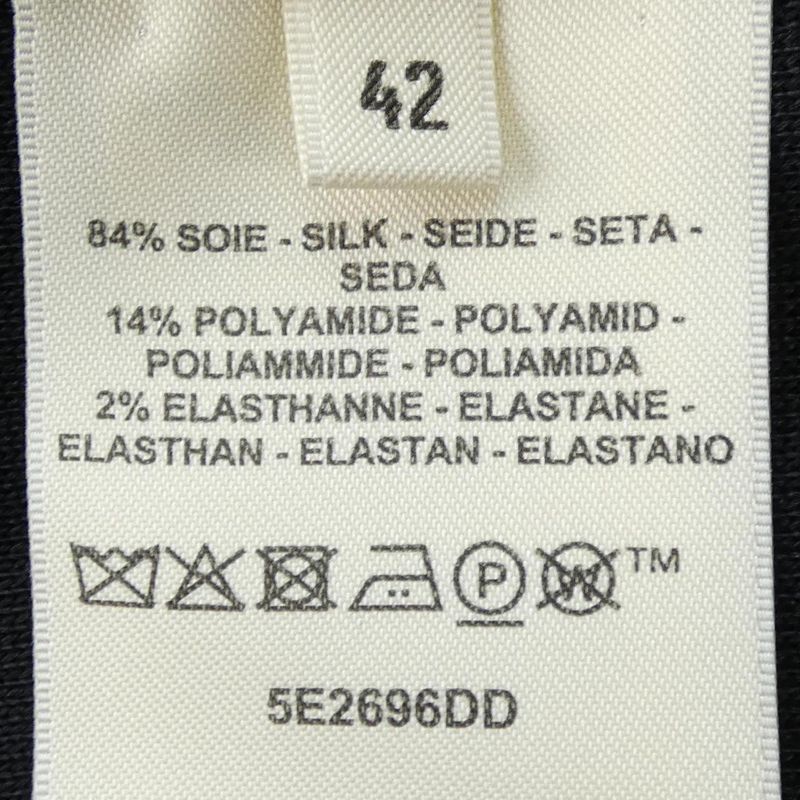 42
84% SOIE - SILK - SEIDE - SETA -
SEDA
14% POLYAMIDE - POLYAMID -
POLIAMMIDE - POLIAMIDA
2% ELASTHANNE - ELASTANE -
ELASTHAN - ELASTAN - ELASTANO
P W TM
5E2696DD